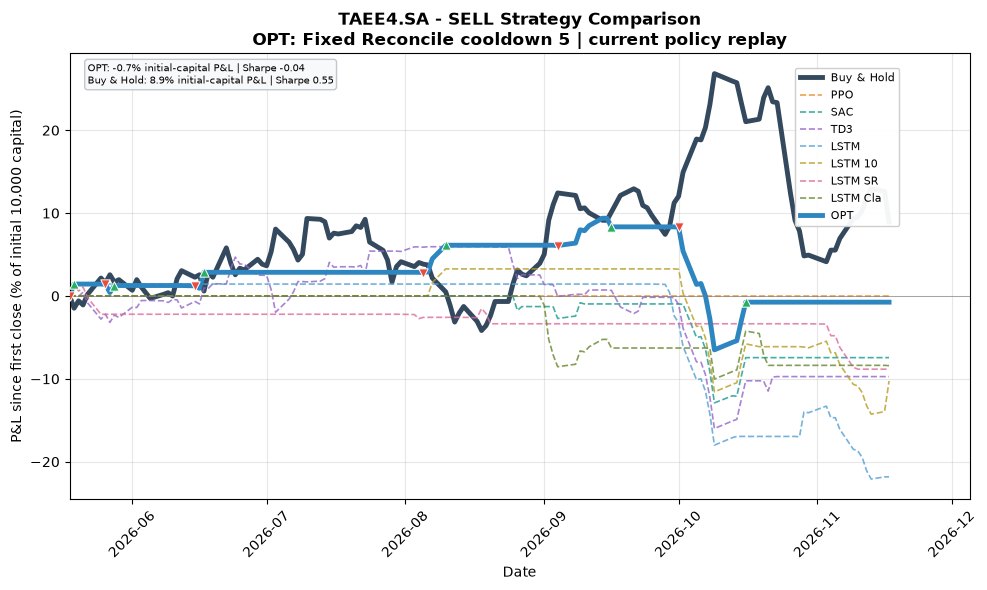 TAEE4.SA - SELL Strategy Comparison
OPT: Fixed Reconcile cooldown 5 | current policy replay
OPT: -0.7% initial-capital P&L | Sharpe -0.04
Buy & Hold: 8.9% initial-capital P&L | Sharpe 0.55
Buy & Hold
PPO
SAC
TD3
LSTM
LSTM 10
LSTM SR
LSTM Cla
OPT
P&L since first close (% of initial 10,000 capital)
20
10
0
−10
−20
2026-06
2026-07
2026-08
2026-09
2026-10
2026-11
2026-12
Date